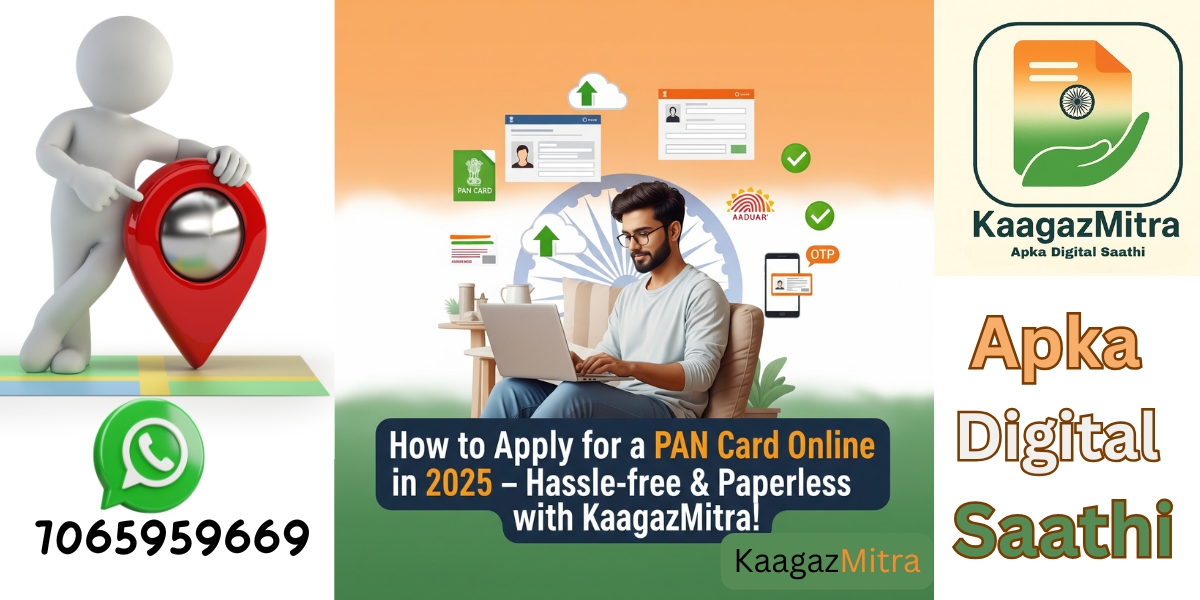 7065959669
PAN CARD
AADUAR'
OTP
How to Apply for a PAN Card Online
in 2025 – Hassle-free & Paperless
with KaagazMitra!
KaagazMitra
KaagazMitra
Apka Digital Saathi
Apka
Digital
Saathi